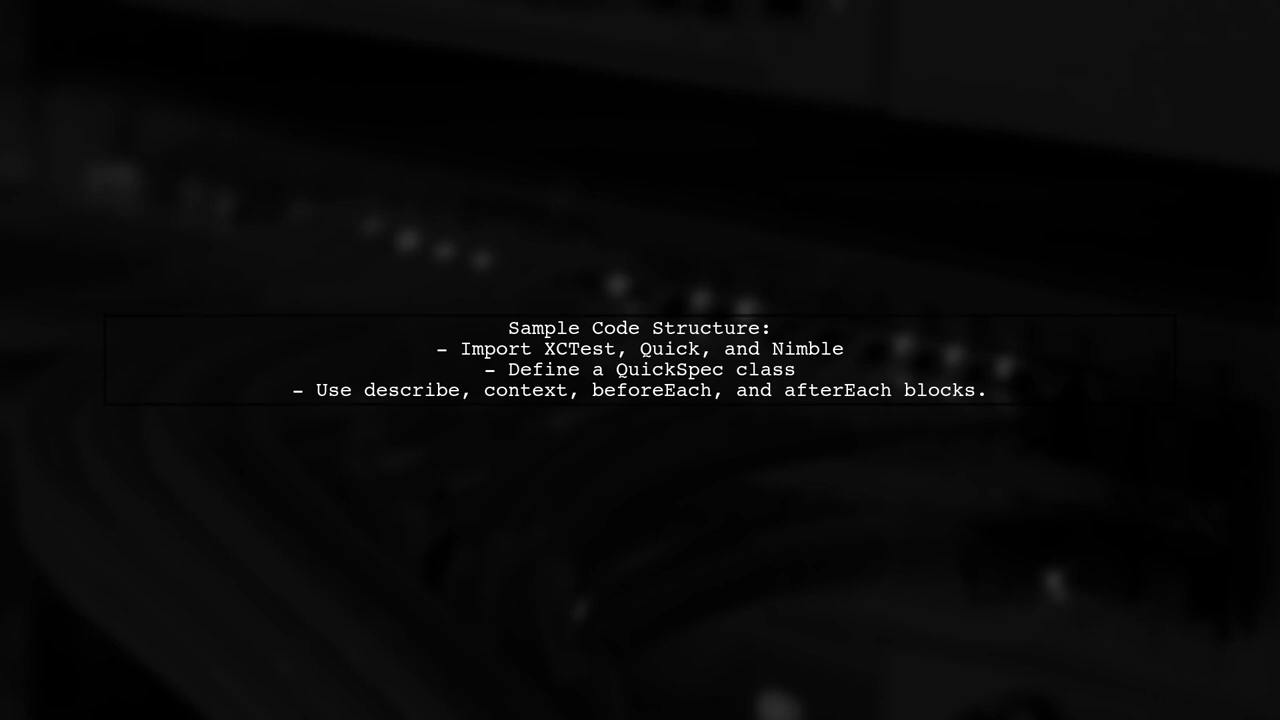 Sample Code Structure:
- Import XCTest, Quick, and Nimble
- Define a QuickSpec class
- Use describe, context, beforeEach, and afterEach blocks.